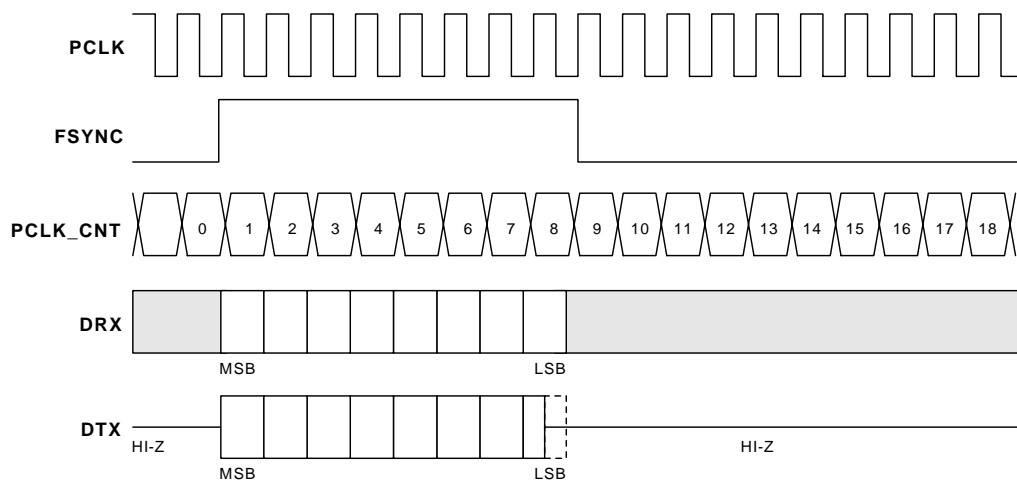 PCLK
FSYNC
PCLK_CNT 0 1 2 3 4 5 6 7 8 9 10 11 12 13 14 15 16 17 18
DRX
MSB LSB
DTX
HI-Z HI-Z
MSB LSB